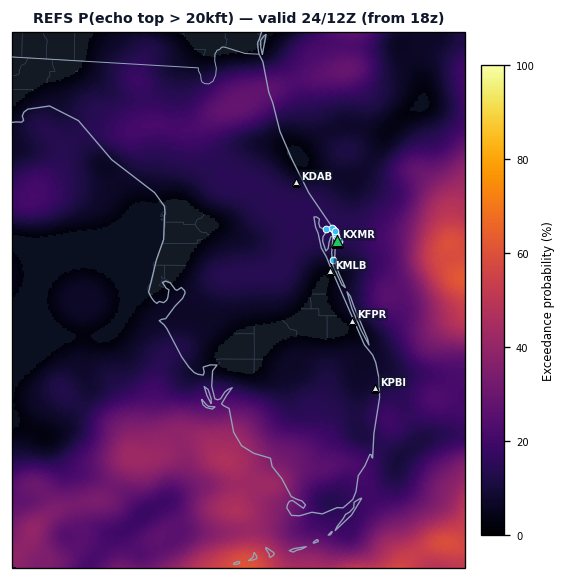 REFS P(echo top > 20kft) — valid 24/12Z (from 18z)
KDAB
KXMR
KMLB
KFPR
KPBI
100
80
60
40
20
0
Exceedance probability (%)